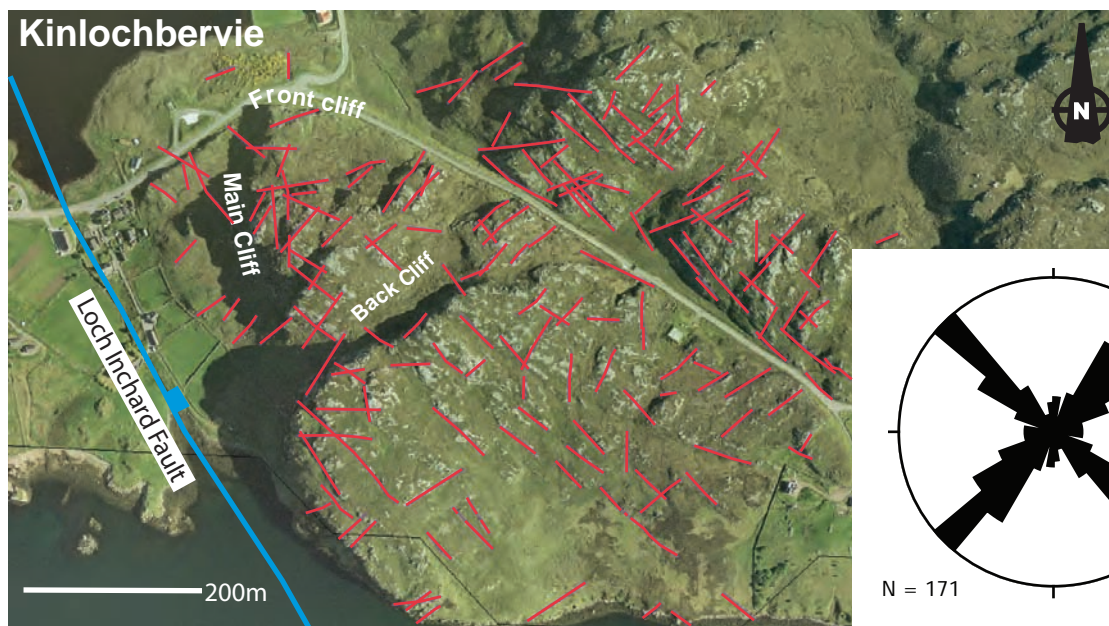 Kinlochbervie
N
Front cliff
Main Cliff
Back Cliff
Loch Inchard Fault
200m
N = 171